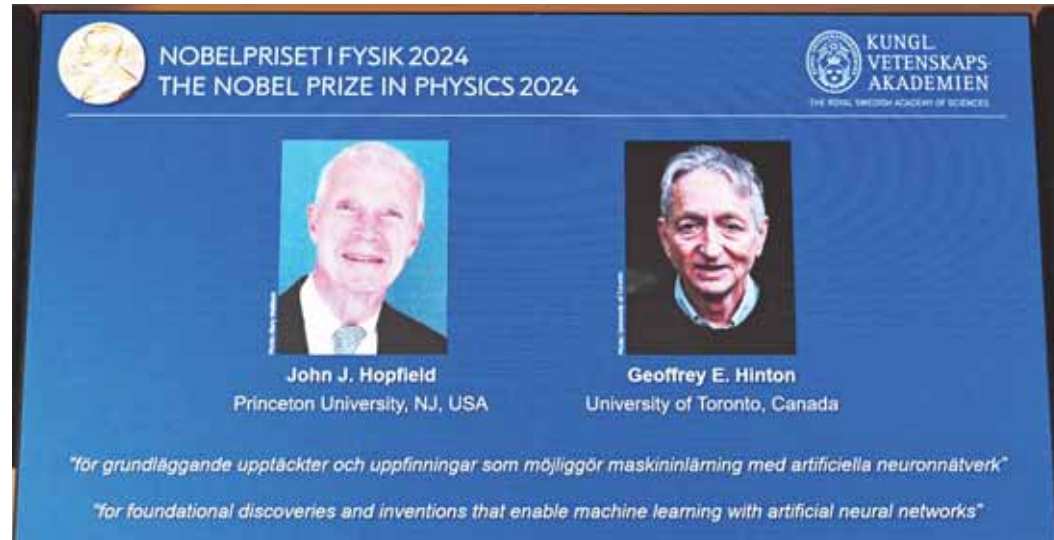 NOBELPRISET I FYSIK 2024
THE NOBEL PRIZE IN PHYSICS 2024
KUNGL.
VETENSKAPS
AKADEMIEN
THE ROYAL SWEDISH ACADEMY OF SCIENCES
John J. Hopfield
Princeton University, NJ, USA
Geoffrey E. Hinton
University of Toronto, Canada
"för grundläggande upptäckter och uppfinningar som möjliggör maskininlärning med artificiella neuronnätverk"
"for foundational discoveries and inventions that enable machine learning with artificial neural networks"